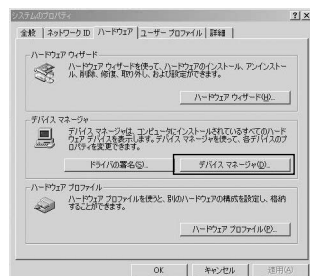 システムのプロパティ
全般 ネットワーク ID ハードウェア ユーザー プロファイル 詳細
ハードウェア ウィザード
ハードウェア ウィザードを使って、ハードウェアのインストール、アンインストール、削除、修復、取り外し、および設定ができます。
ハードウェア ウィザード(H)...
デバイス マネージャ
デバイス マネージャは、コンピュータにインストールされているすべてのハードウェア デバイスを表示します。デバイス マネージャを使って、各デバイスのプロパティを変更できます。
ドライバの署名(S)...
デバイス マネージャ(D)...
ハードウェア プロファイル
ハードウェア プロファイルを使うと、別のハードウェアの構成を設定し、格納することができます。
ハードウェア プロファイル(P)...
OK キャンセル 適用(A)